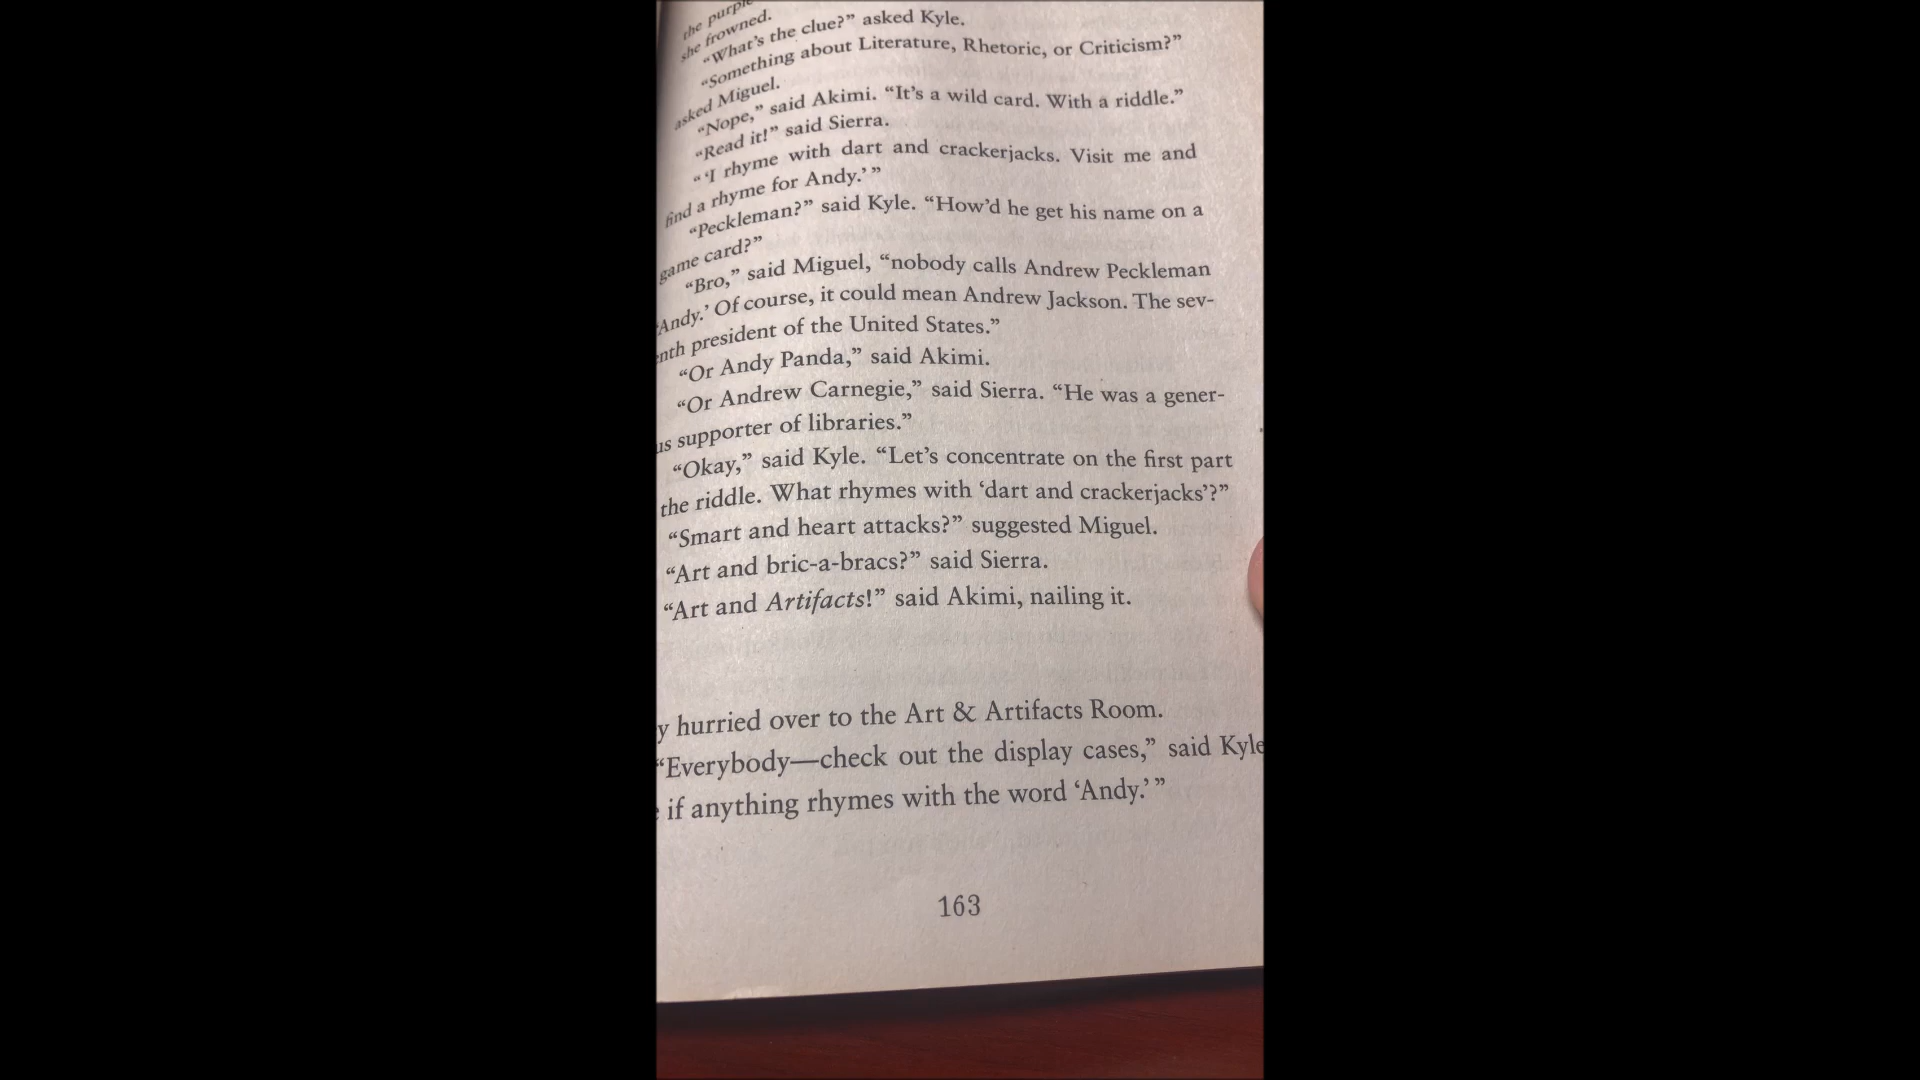 the purple
she frowned.
“What’s the clue?” asked Kyle.
“Something about Literature, Rhetoric, or Criticism?”
asked Miguel.
“Nope,” said Akimi. “It’s a wild card. With a riddle.”
“Read it!” said Sierra.
“ ‘I rhyme with dart and crackerjacks. Visit me and
find a rhyme for Andy.’ ”
“Peckleman?” said Kyle. “How’d he get his name on a
game card?”
“Bro,” said Miguel, “nobody calls Andrew Peckleman
‘Andy.’ Of course, it could mean Andrew Jackson. The sev-
enth president of the United States.”
“Or Andy Panda,” said Akimi.
“Or Andrew Carnegie,” said Sierra. “He was a gener-
us supporter of libraries.”
“Okay,” said Kyle. “Let’s concentrate on the first part
the riddle. What rhymes with ‘dart and crackerjacks’?”
“Smart and heart attacks?” suggested Miguel.
“Art and bric-a-bracs?” said Sierra.
“Art and Artifacts!” said Akimi, nailing it.
y hurried over to the Art & Artifacts Room.
“Everybody—check out the display cases,” said Kyle
if anything rhymes with the word ‘Andy.’ ”
163